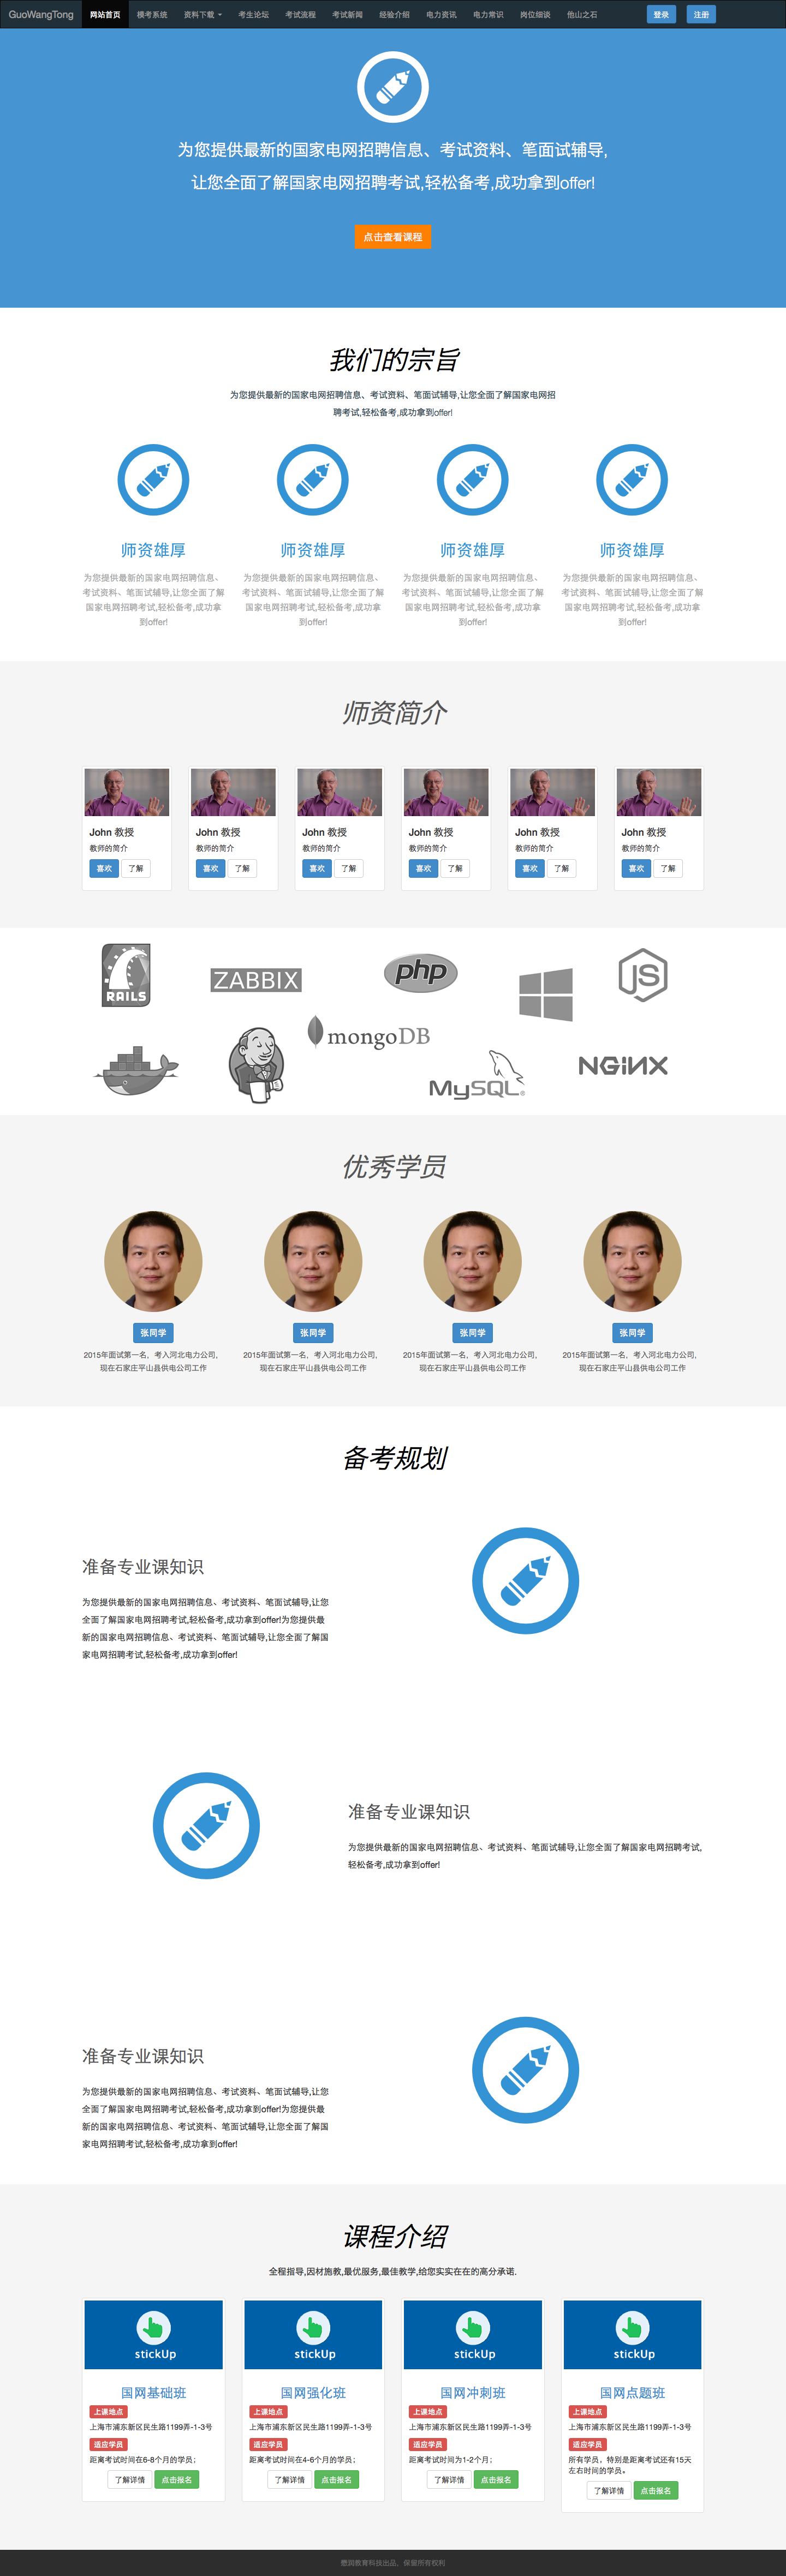 GuoWangTong 网站首页 模考系统 资料下载 考生论坛 考试流程 考试新闻 经验介绍 电力资讯 电力常识 岗位细谈 他山之石 登录 注册
为您提供最新的国家电网招聘信息、考试资料、笔面试辅导,
让您全面了解国家电网招聘考试,轻松备考,成功拿到offer!
点击查看课程
我们的宗旨
为您提供最新的国家电网招聘信息、考试资料、笔面试辅导,让您全面了解国家电网招
聘考试,轻松备考,成功拿到offer!
师资雄厚
为您提供最新的国家电网招聘信息、
考试资料、笔面试辅导,让您全面了解
国家电网招聘考试,轻松备考,成功拿
到offer!
师资雄厚
为您提供最新的国家电网招聘信息、
考试资料、笔面试辅导,让您全面了解
国家电网招聘考试,轻松备考,成功拿
到offer!
师资雄厚
为您提供最新的国家电网招聘信息、
考试资料、笔面试辅导,让您全面了解
国家电网招聘考试,轻松备考,成功拿
到offer!
师资雄厚
为您提供最新的国家电网招聘信息、
考试资料、笔面试辅导,让您全面了解
国家电网招聘考试,轻松备考,成功拿
到offer!
师资简介
John 教授
教师的简介
喜欢 了解
John 教授
教师的简介
喜欢 了解
John 教授
教师的简介
喜欢 了解
John 教授
教师的简介
喜欢 了解
John 教授
教师的简介
喜欢 了解
John 教授
教师的简介
喜欢 了解
RAILS
ZABBIX
php
JS
mongoDB
MySQL
NGiNX
优秀学员
张同学
2015年面试第一名，考入河北电力公司,
现在石家庄平山县供电公司工作
张同学
2015年面试第一名，考入河北电力公司,
现在石家庄平山县供电公司工作
张同学
2015年面试第一名，考入河北电力公司,
现在石家庄平山县供电公司工作
张同学
2015年面试第一名，考入河北电力公司,
现在石家庄平山县供电公司工作
备考规划
准备专业课知识
为您提供最新的国家电网招聘信息、考试资料、笔面试辅导,让您
全面了解国家电网招聘考试,轻松备考,成功拿到offer!为您提供最
新的国家电网招聘信息、考试资料、笔面试辅导,让您全面了解国
家电网招聘考试,轻松备考,成功拿到offer!
准备专业课知识
为您提供最新的国家电网招聘信息、考试资料、笔面试辅导,让您全面了解国家电网招聘考试,
轻松备考,成功拿到offer!
准备专业课知识
为您提供最新的国家电网招聘信息、考试资料、笔面试辅导,让您
全面了解国家电网招聘考试,轻松备考,成功拿到offer!为您提供最
新的国家电网招聘信息、考试资料、笔面试辅导,让您全面了解国
家电网招聘考试,轻松备考,成功拿到offer!
课程介绍
全程指导,因材施教,最优服务,最佳教学,给您实实在在的高分承诺.
stickUp
国网基础班
上课地点
上海市浦东新区民生路1199弄-1-3号
适应学员
距离考试时间在6-8个月的学员；
了解详情 点击报名
stickUp
国网强化班
上课地点
上海市浦东新区民生路1199弄-1-3号
适应学员
距离考试时间在4-6个月的学员；
了解详情 点击报名
stickUp
国网冲刺班
上课地点
上海市浦东新区民生路1199弄-1-3号
适应学员
距离考试时间为1-2个月；
了解详情 点击报名
stickUp
国网点题班
上课地点
上海市浦东新区民生路1199弄-1-3号
适应学员
所有学员，特别是距离考试还有15天
左右时间的学员。
了解详情 点击报名
懋润教育科技出品，保留所有权利